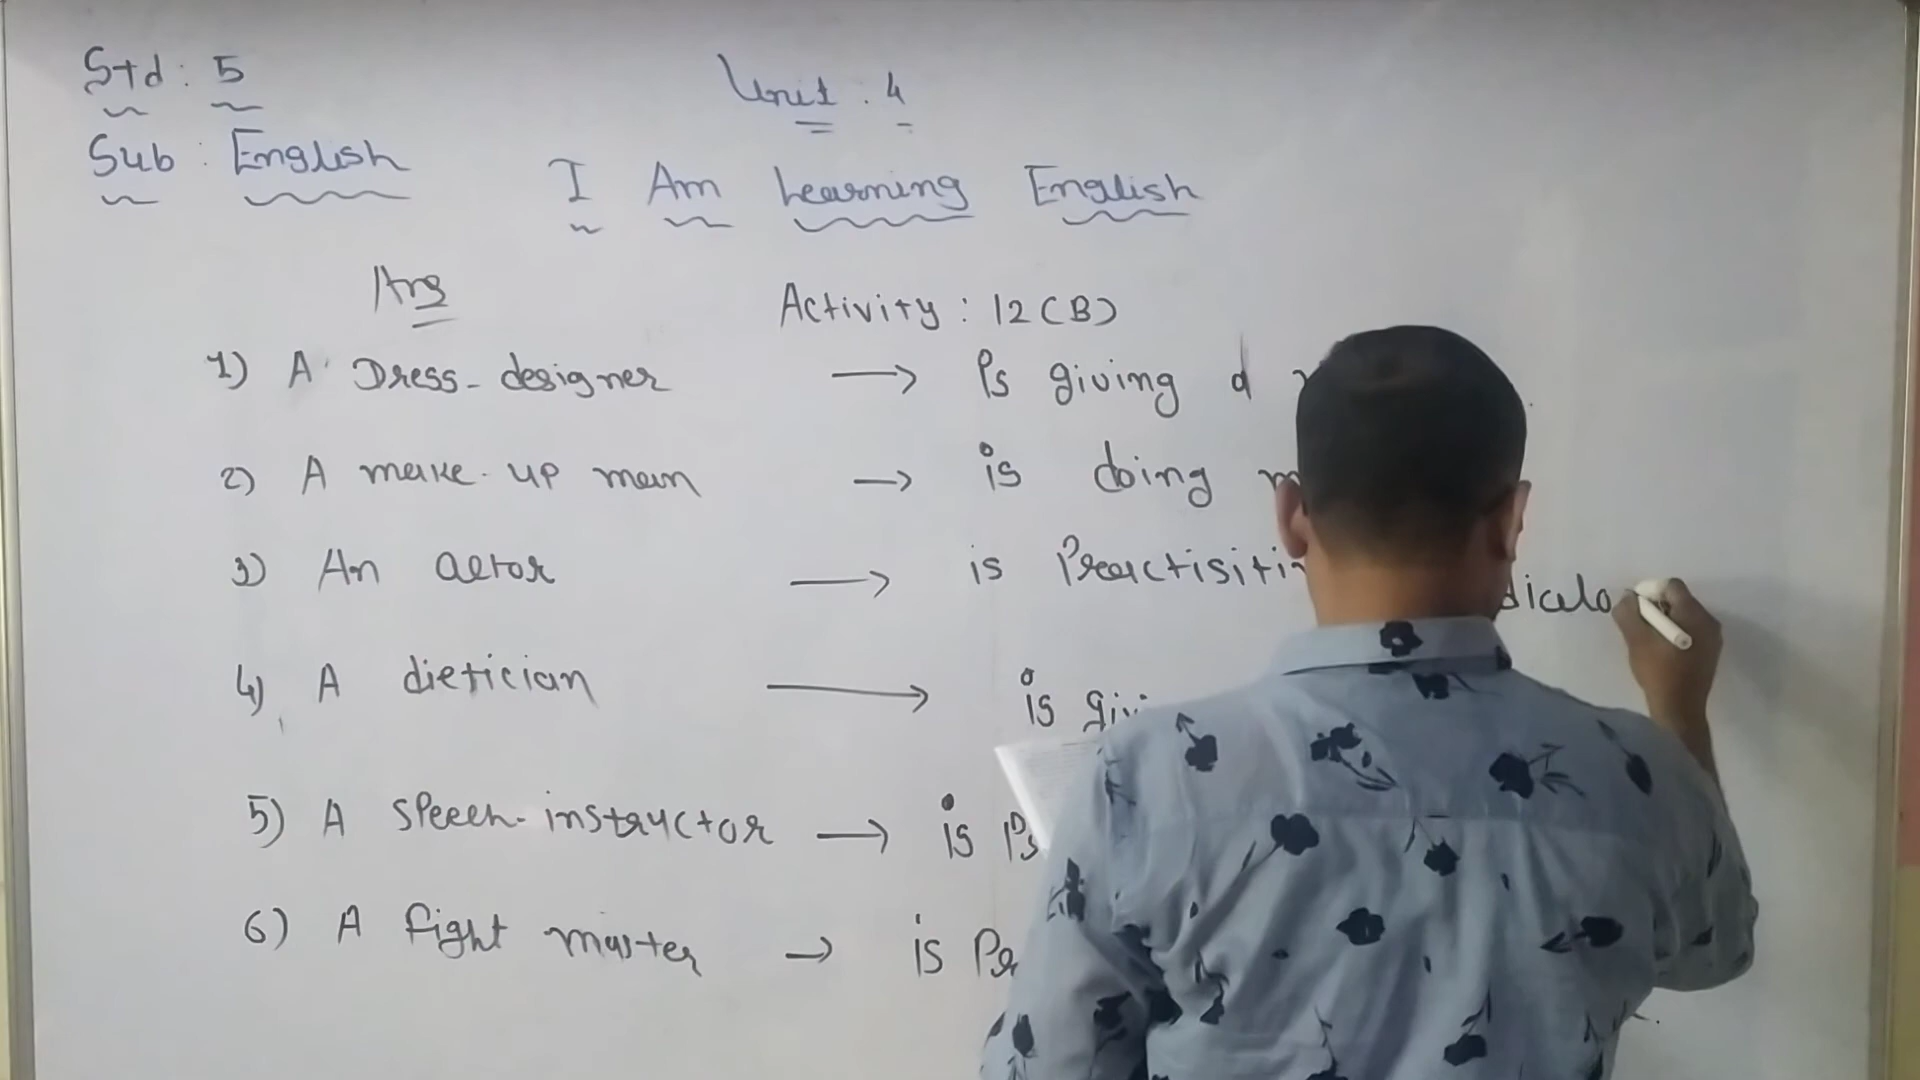 Std : 5
Unit : 4
Sub : English
I Am Learning English
Ans
Activity : 12 (B)
1) A Dress-designer → is giving a
2) A make-up man → is doing
3) An actor → is
4) A dietician → is
5) A speech-instructor → is
6) A fight master → is